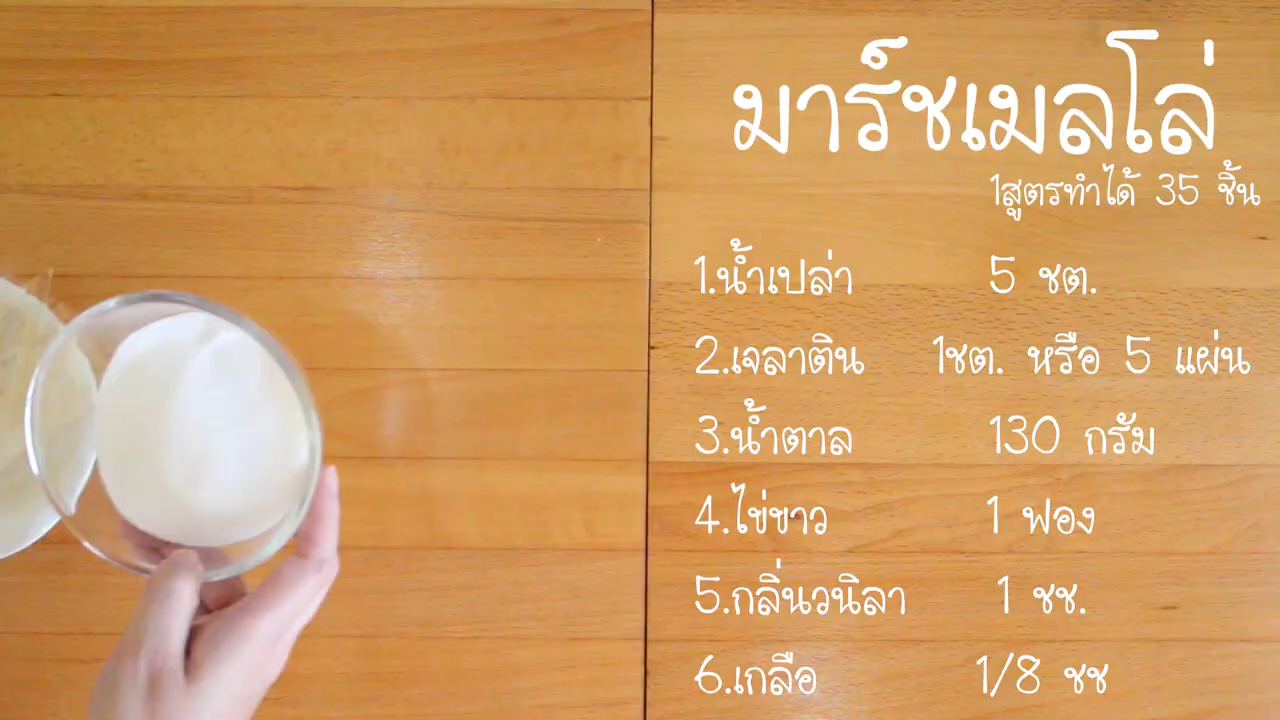 มาร์ชเมลโล่
1สูตรทำได้ 35 ชิ้น
1.น้ำเปล่า 5 ชต.
2.เจลาติน 1ชต. หรือ 5 แผ่น
3.น้ำตาล 130 กรัม
4.ไข่ขาว 1 ฟอง
5.กลิ่นวนิลา 1 ชช.
6.เกลือ 1/8 ชช